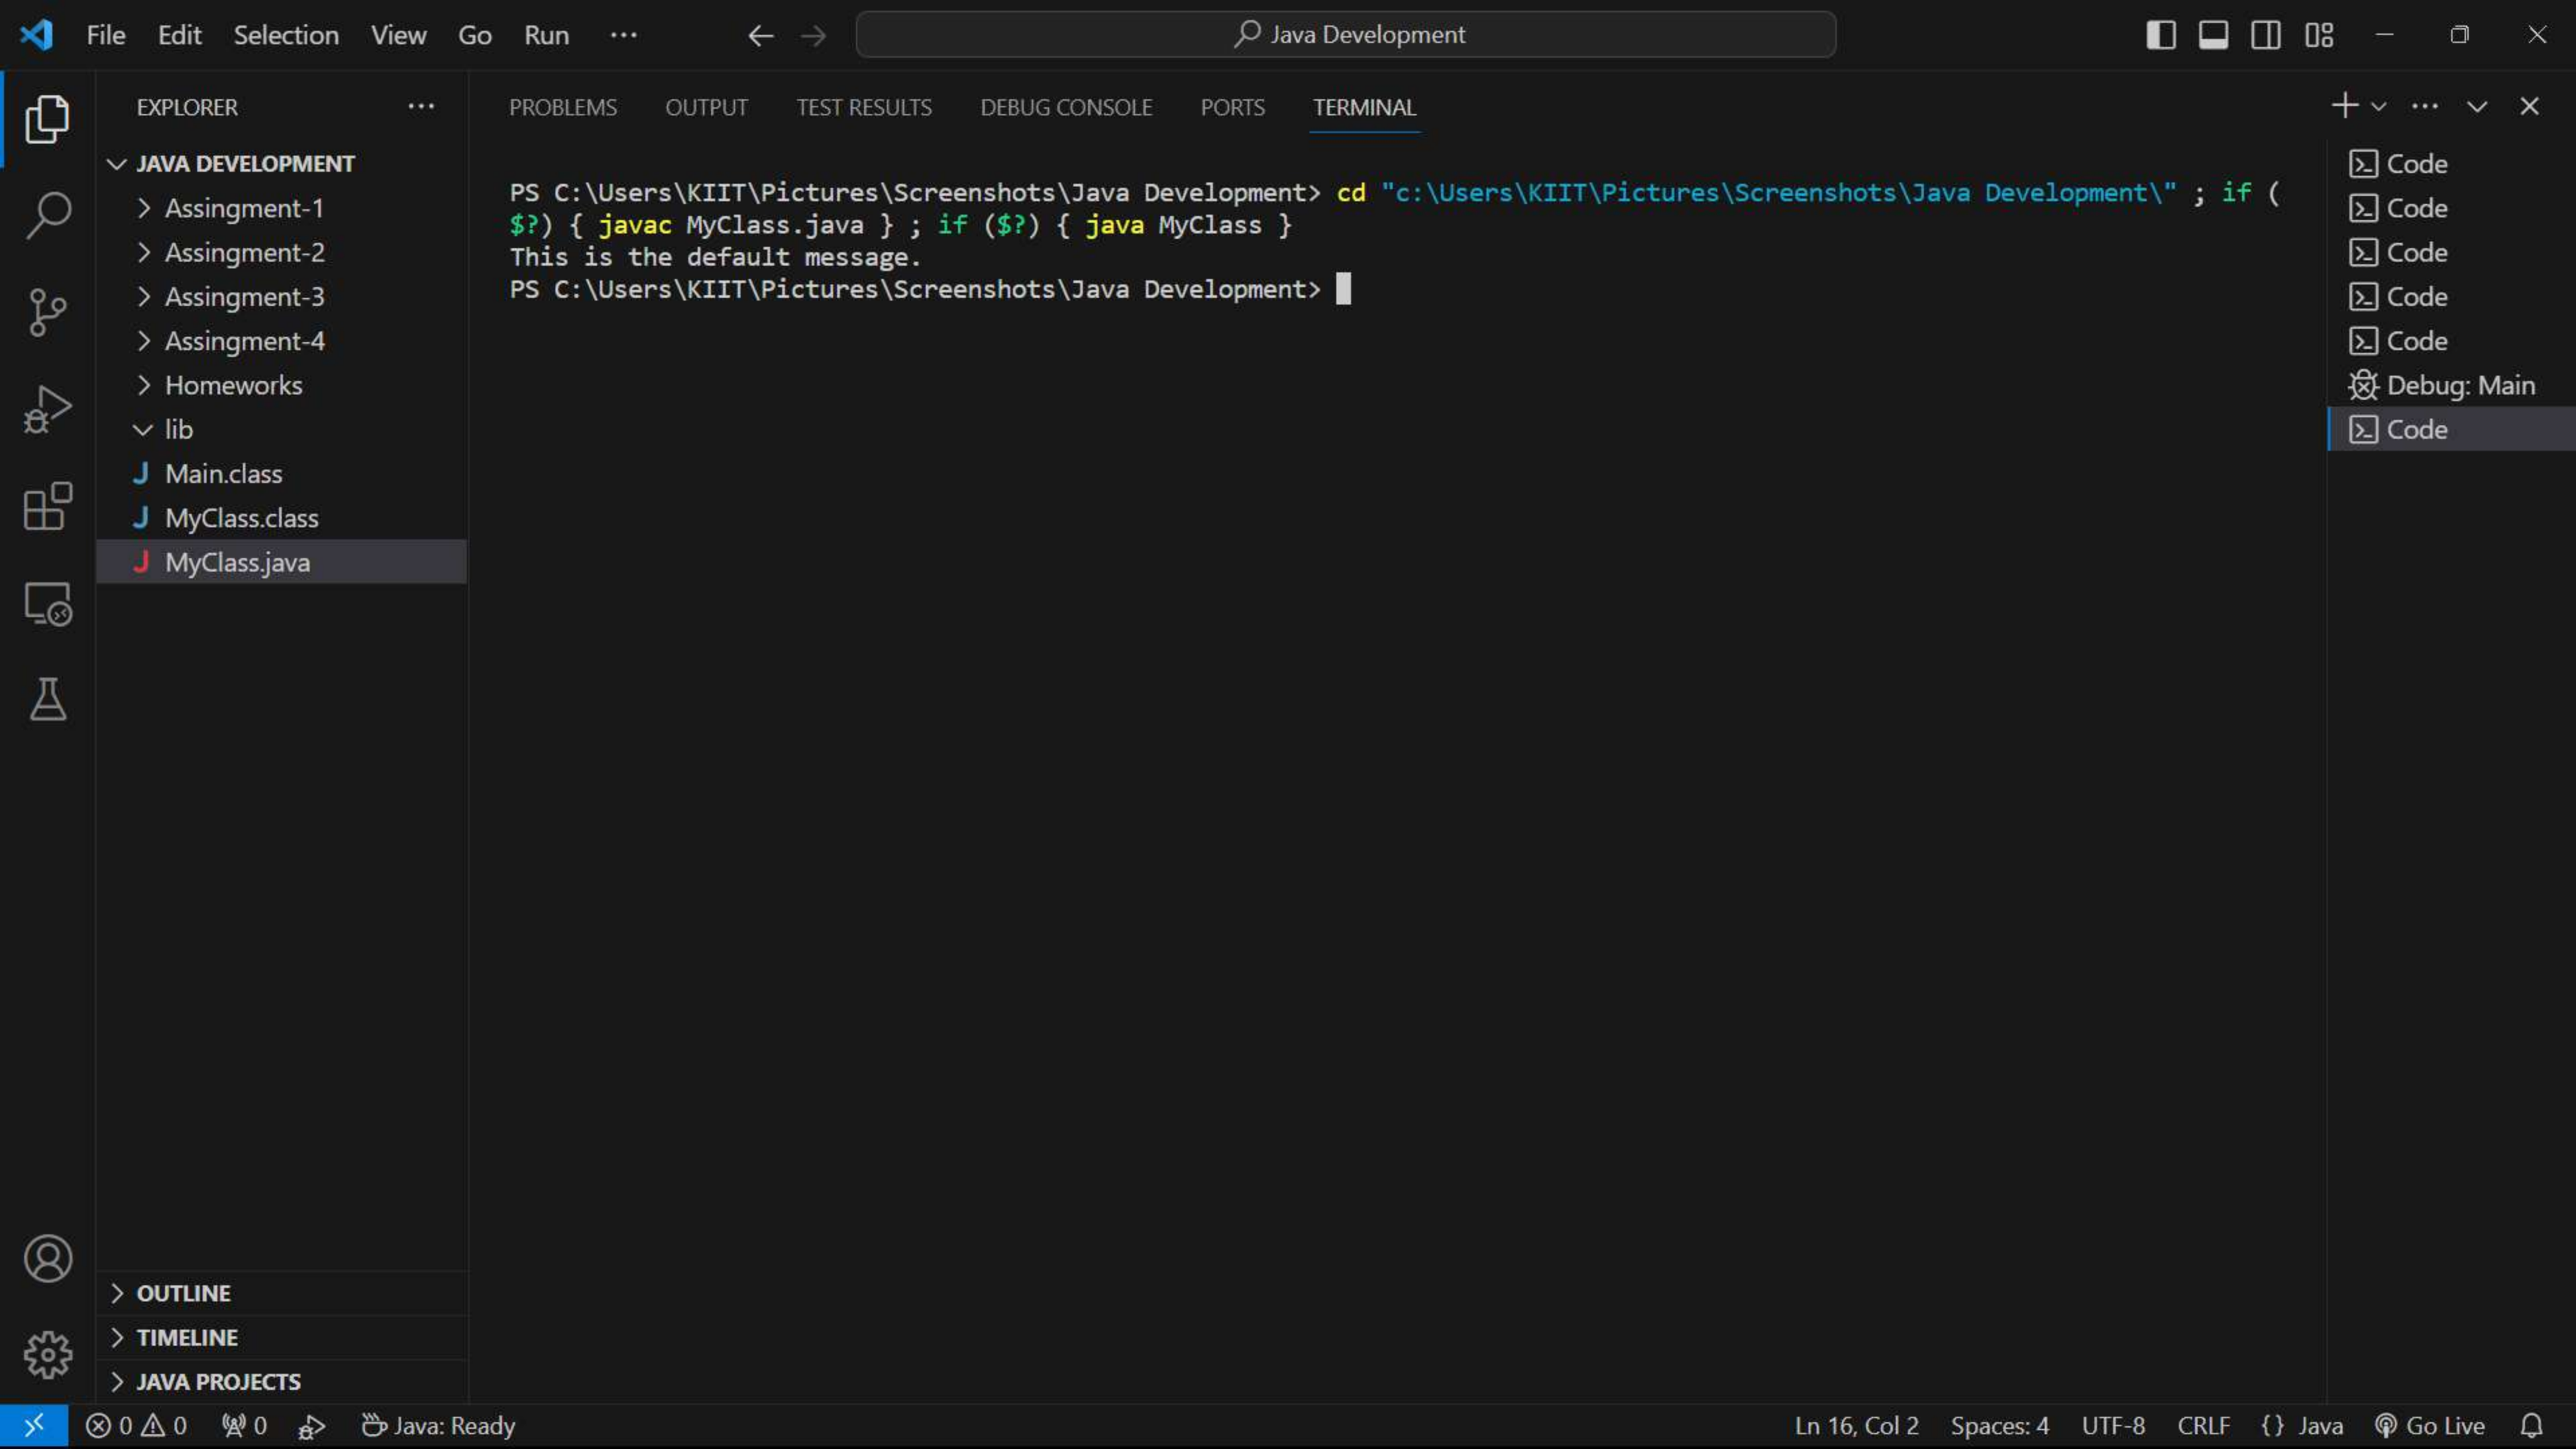 File Edit Selection View Go Run ... Java Development
EXPLORER ...
JAVA DEVELOPMENT
Assingment-1
Assingment-2
Assingment-3
Assingment-4
Homeworks
lib
Main.class
MyClass.class
MyClass.java
OUTLINE
TIMELINE
JAVA PROJECTS
PROBLEMS OUTPUT TEST RESULTS DEBUG CONSOLE PORTS TERMINAL
PS C:\Users\KIIT\Pictures\Screenshots\Java Development> cd "c:\Users\KIIT\Pictures\Screenshots\Java Development\" ; if (
$?) { javac MyClass.java } ; if ($?) { java MyClass }
This is the default message.
PS C:\Users\KIIT\Pictures\Screenshots\Java Development>
Code
Code
Code
Code
Code
Debug: Main
Code
0 0 0 Java: Ready Ln 16, Col 2 Spaces: 4 UTF-8 CRLF {} Java Go Live